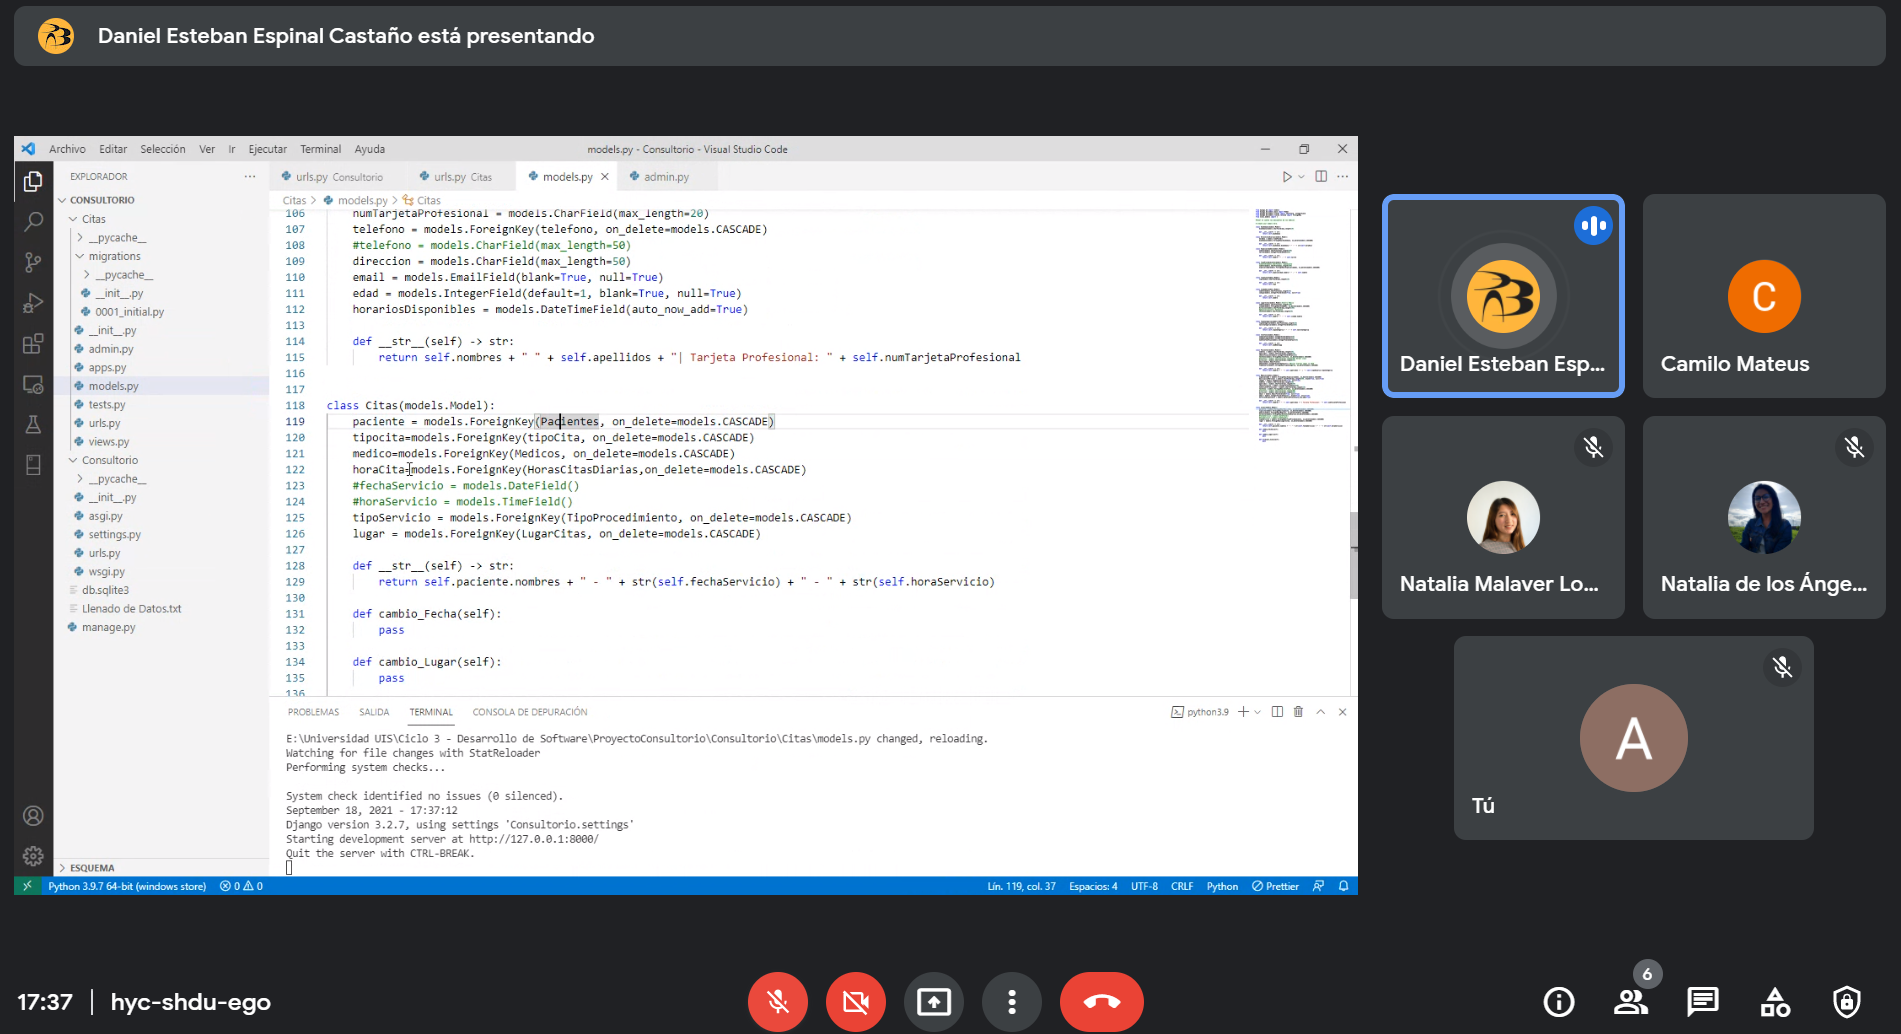 Daniel Esteban Espinal Castaño está presentando
Archivo Editar Selección Ver Ir Ejecutar Terminal Ayuda
models.py - Consultorio - Visual Studio Code
EXPLORADOR
CONSULTORIO
Citas
__pycache__
migrations
__pycache__
__init__.py
0001_initial.py
__init__.py
admin.py
apps.py
models.py
tests.py
urls.py
views.py
Consultorio
__pycache__
__init__.py
asgi.py
settings.py
urls.py
wsgi.py
db.sqlite3
Llenado de Datos.txt
manage.py
ESQUEMA
urls.py Consultorio
urls.py Citas
models.py
admin.py
Citas > models.py > Citas
106 numTarjetaProfesional = models.CharField(max_length=20)
107 telefono = models.ForeignKey(telefono, on_delete=models.CASCADE)
108 #telefono = models.CharField(max_length=50)
109 direccion = models.CharField(max_length=50)
110 email = models.EmailField(blank=True, null=True)
111 edad = models.IntegerField(default=1, blank=True, null=True)
112 horariosDisponibles = models.DateTimeField(auto_now_add=True)
113
114 def __str__(self) -> str:
115 return self.nombres + " " + self.apellidos + "| Tarjeta Profesional: " + self.numTarjetaProfesional
116
117
118 class Citas(models.Model):
119 paciente = models.ForeignKey(Pacientes, on_delete=models.CASCADE)
120 tipocita=models.ForeignKey(tipoCita, on_delete=models.CASCADE)
121 medico=models.ForeignKey(Medicos, on_delete=models.CASCADE)
122 horaCita=models.ForeignKey(HorasCitasDiarias,on_delete=models.CASCADE)
123 #fechaServicio = models.DateField()
124 #horaServicio = models.TimeField()
125 tipoServicio = models.ForeignKey(TipoProcedimiento, on_delete=models.CASCADE)
126 lugar = models.ForeignKey(LugarCitas, on_delete=models.CASCADE)
127
128 def __str__(self) -> str:
129 return self.paciente.nombres + " - " + str(self.fechaServicio) + " - " + str(self.horaServicio)
130
131 def cambio_Fecha(self):
132 pass
133
134 def cambio_Lugar(self):
135 pass
136
PROBLEMAS SALIDA TERMINAL CONSOLA DE DEPURACIÓN
python3.9
E:\Universidad UIS\Ciclo 3 - Desarrollo de Software\ProyectoConsultorio\Consultorio\Citas\models.py changed, reloading.
Watching for file changes with StatReloader
Performing system checks...
System check identified no issues (0 silenced).
September 18, 2021 - 17:37:12
Django version 3.2.7, using settings 'Consultorio.settings'
Starting development server at http://127.0.0.1:8000/
Quit the server with CTRL-BREAK.
Python 3.9.7 64-bit (windows store) 0 0
Lín. 119, col. 37 Espacios: 4 UTF-8 CRLF Python Prettier
Daniel Esteban Esp...
C
Camilo Mateus
Natalia Malaver Lo...
Natalia de los Ánge...
A
Tú
17:37 | hyc-shdu-ego
6